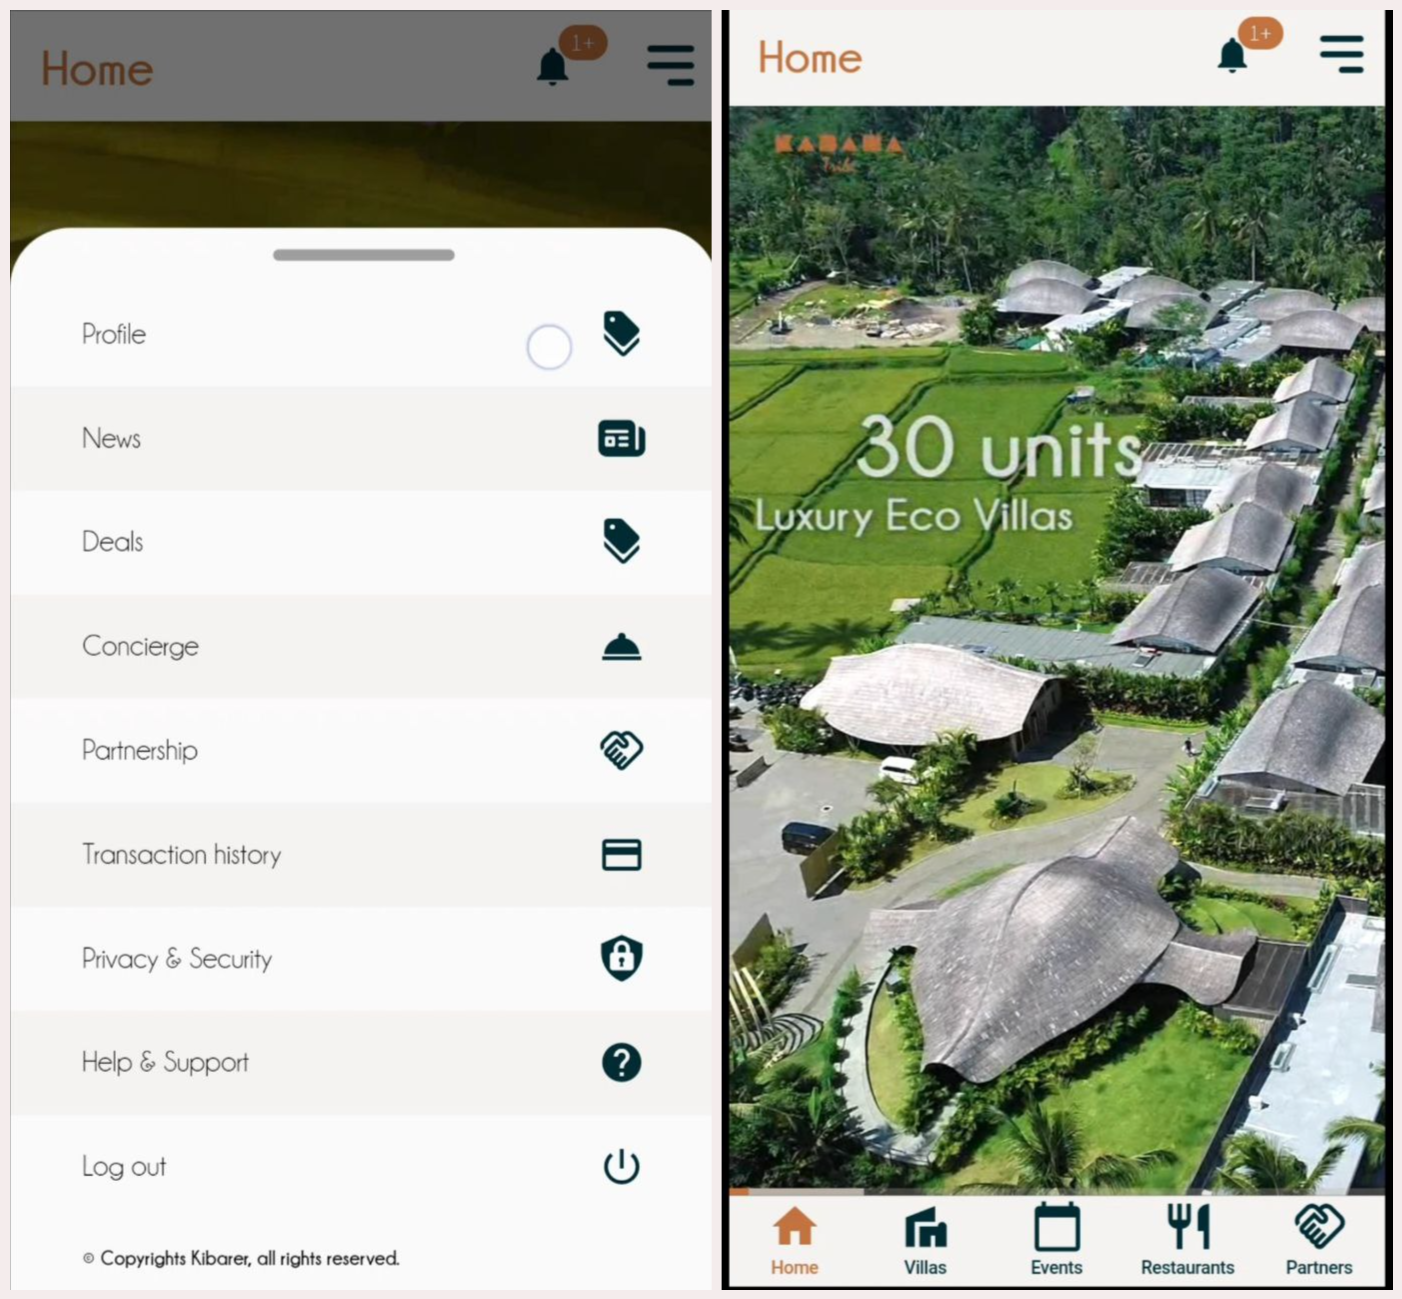 Home
1+
Profile
News
Deals
Concierge
Partnership
Transaction history
Privacy & Security
Help & Support
Log out
© Copyrights Kibarer, all rights reserved.
Home
1+
KABANA
Tribe
30 units
Luxury Eco Villas
Home
Villas
Events
Restaurants
Partners